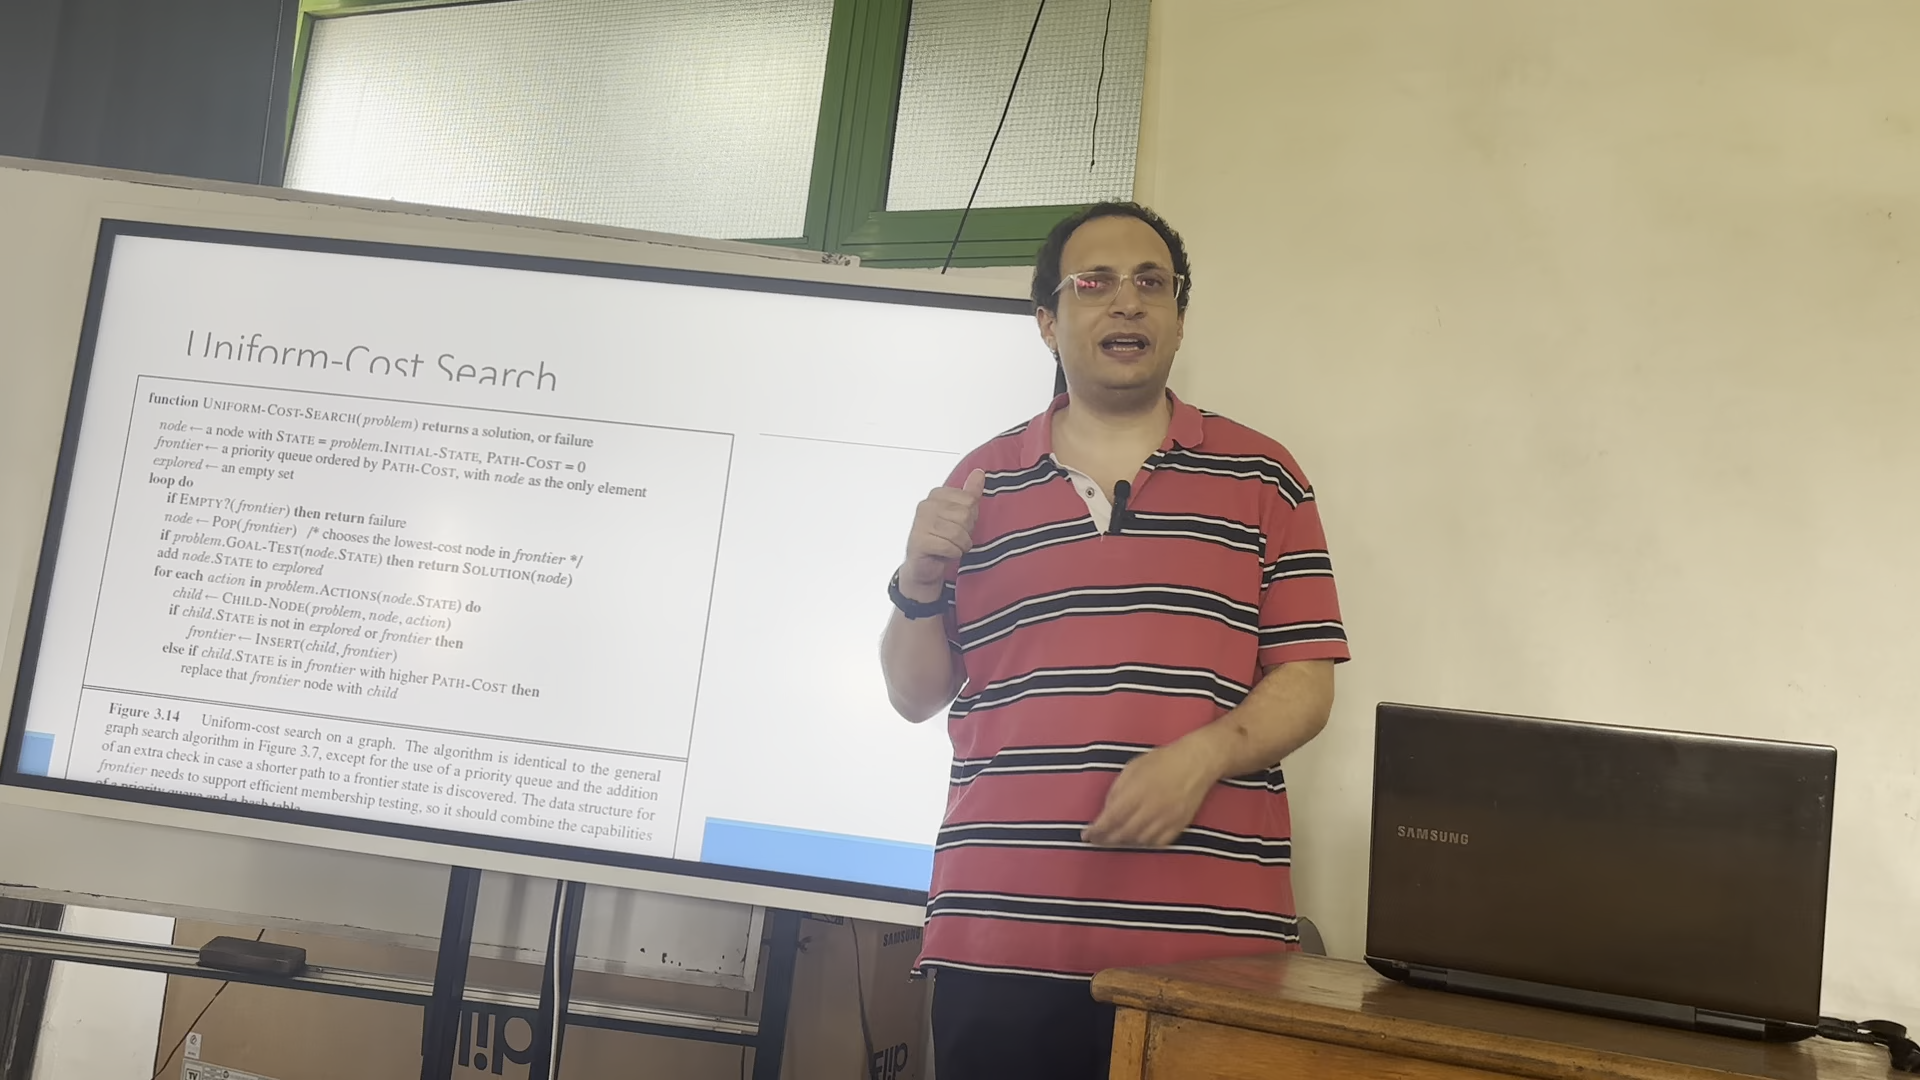 Uniform-Cost Search
function UNIFORM-COST-SEARCH(problem) returns a solution, or failure
node ← a node with STATE = problem.INITIAL-STATE, PATH-COST = 0
frontier ← a priority queue ordered by PATH-COST, with node as the only element
explored ← an empty set
loop do
if EMPTY?(frontier) then return failure
node ← POP(frontier) /* chooses the lowest-cost node in frontier */
if problem.GOAL-TEST(node.STATE) then return SOLUTION(node)
add node.STATE to explored
for each action in problem.ACTIONS(node.STATE) do
child ← CHILD-NODE(problem, node, action)
if child.STATE is not in explored or frontier then
frontier ← INSERT(child, frontier)
else if child.STATE is in frontier with higher PATH-COST then
replace that frontier node with child
Figure 3.14 Uniform-cost search on a graph. The algorithm is identical to the general
graph search algorithm in Figure 3.7, except for the use of a priority queue and the addition
of an extra check in case a shorter path to a frontier state is discovered. The data structure for
frontier needs to support efficient membership testing, so it should combine the capabilities
of a priority queue and a hash table.
SAMSUNG
SAMSUNG
Flip
Flip
TV